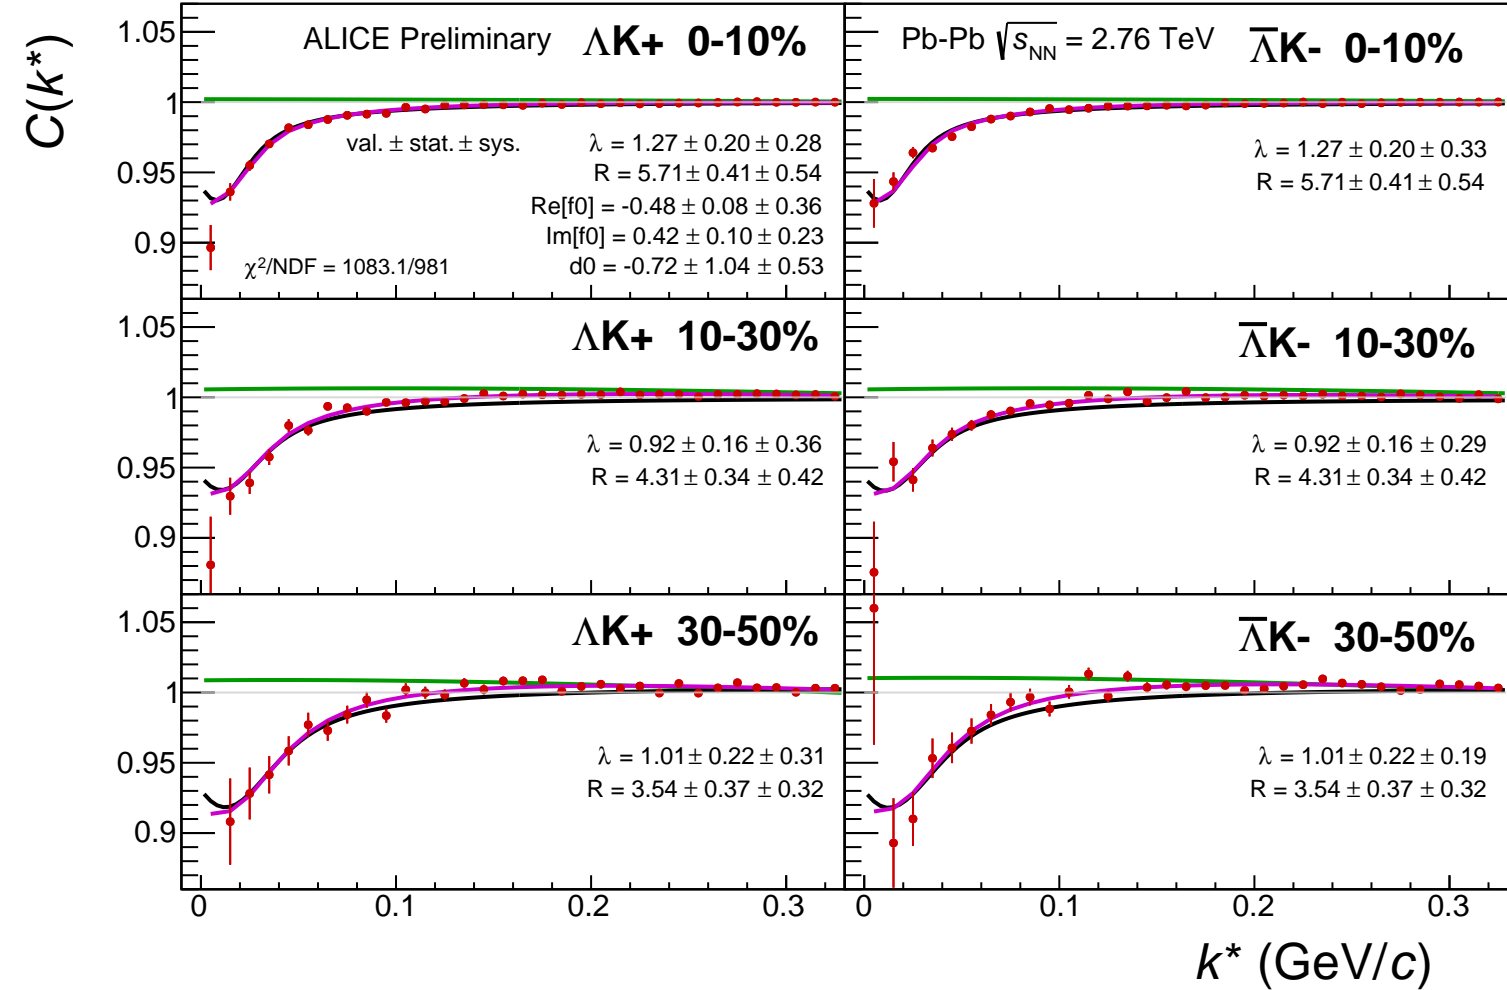 C(k*)
ALICE Preliminary ΛK+ 0-10%
val. ± stat. ± sys.
λ = 1.27 ± 0.20 ± 0.28
R = 5.71 ± 0.41 ± 0.54
Re[f0] = -0.48 ± 0.08 ± 0.36
Im[f0] = 0.42 ± 0.10 ± 0.23
d0 = -0.72 ± 1.04 ± 0.53
χ²/NDF = 1083.1/981
1.05
1
0.95
0.9
Pb-Pb √s_NN = 2.76 TeV Λ̅K- 0-10%
λ = 1.27 ± 0.20 ± 0.33
R = 5.71 ± 0.41 ± 0.54
ΛK+ 10-30%
λ = 0.92 ± 0.16 ± 0.36
R = 4.31 ± 0.34 ± 0.42
1.05
1
0.95
0.9
Λ̅K- 10-30%
λ = 0.92 ± 0.16 ± 0.29
R = 4.31 ± 0.34 ± 0.42
ΛK+ 30-50%
λ = 1.01 ± 0.22 ± 0.31
R = 3.54 ± 0.37 ± 0.32
1.05
1
0.95
0.9
Λ̅K- 30-50%
λ = 1.01 ± 0.22 ± 0.19
R = 3.54 ± 0.37 ± 0.32
0 0.1 0.2 0.3
0 0.1 0.2 0.3
k* (GeV/c)